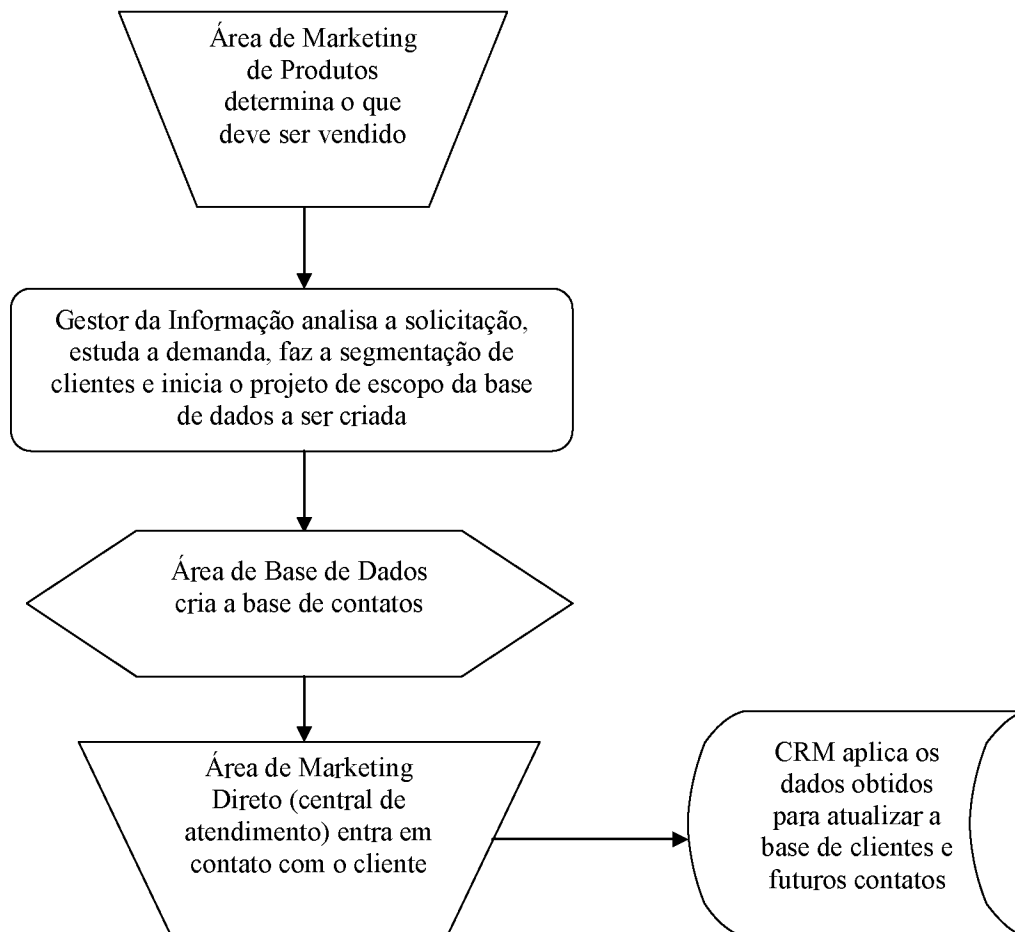 Área de Marketing
de Produtos
determina o que
deve ser vendido
Gestor da Informação analisa a solicitação,
estuda a demanda, faz a segmentação de
clientes e inicia o projeto de escopo da base
de dados a ser criada
Área de Base de Dados
cria a base de contatos
Área de Marketing
Direto (central de
atendimento) entra em
contato com o cliente
CRM aplica os
dados obtidos
para atualizar a
base de clientes e
futuros contatos